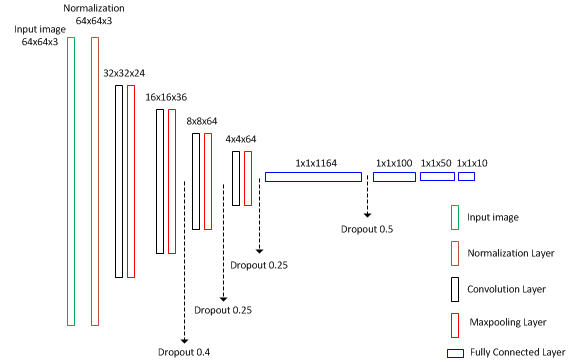 Normalization
64x64x3
Input image
64x64x3
32x32x24
16x16x36
8x8x64
4x4x64
1x1x1164
1x1x100
1x1x50
1x1x10
Dropout 0.5
Dropout 0.25
Dropout 0.25
Dropout 0.4
Input image
Normalization Layer
Convolution Layer
Maxpooling Layer
Fully Connected Layer